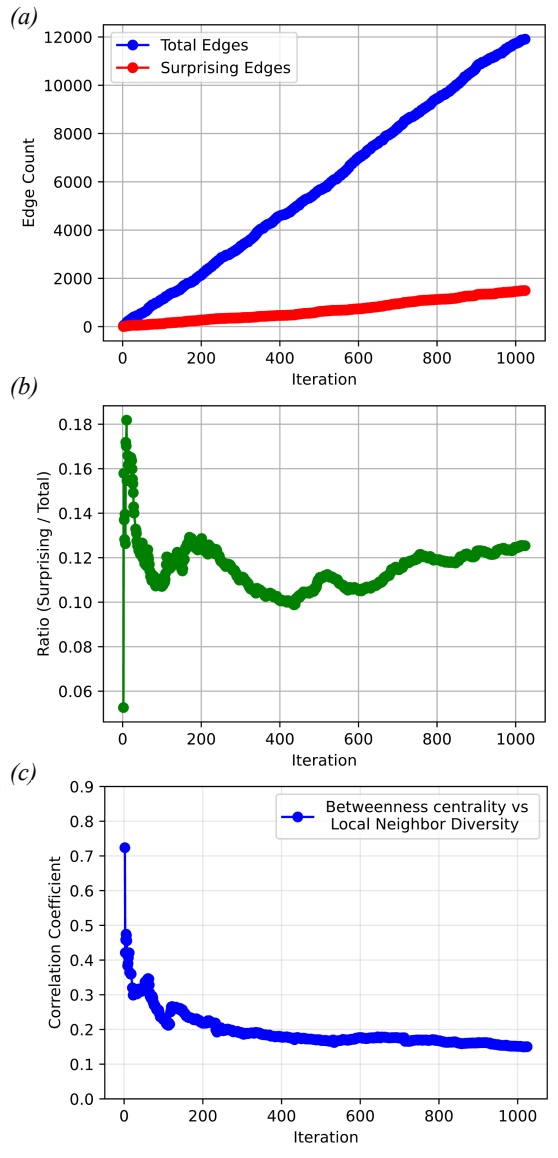 (a)
12000
10000
8000
6000
4000
2000
0
Edge Count
Total Edges
Surprising Edges
0 200 400 600 800 1000
Iteration
(b)
0.18
0.16
0.14
0.12
0.10
0.08
0.06
Ratio (Surprising / Total)
0 200 400 600 800 1000
Iteration
(c)
0.9
0.8
0.7
0.6
0.5
0.4
0.3
0.2
0.1
0.0
Correlation Coefficient
Betweenness centrality vs
Local Neighbor Diversity
0 200 400 600 800 1000
Iteration